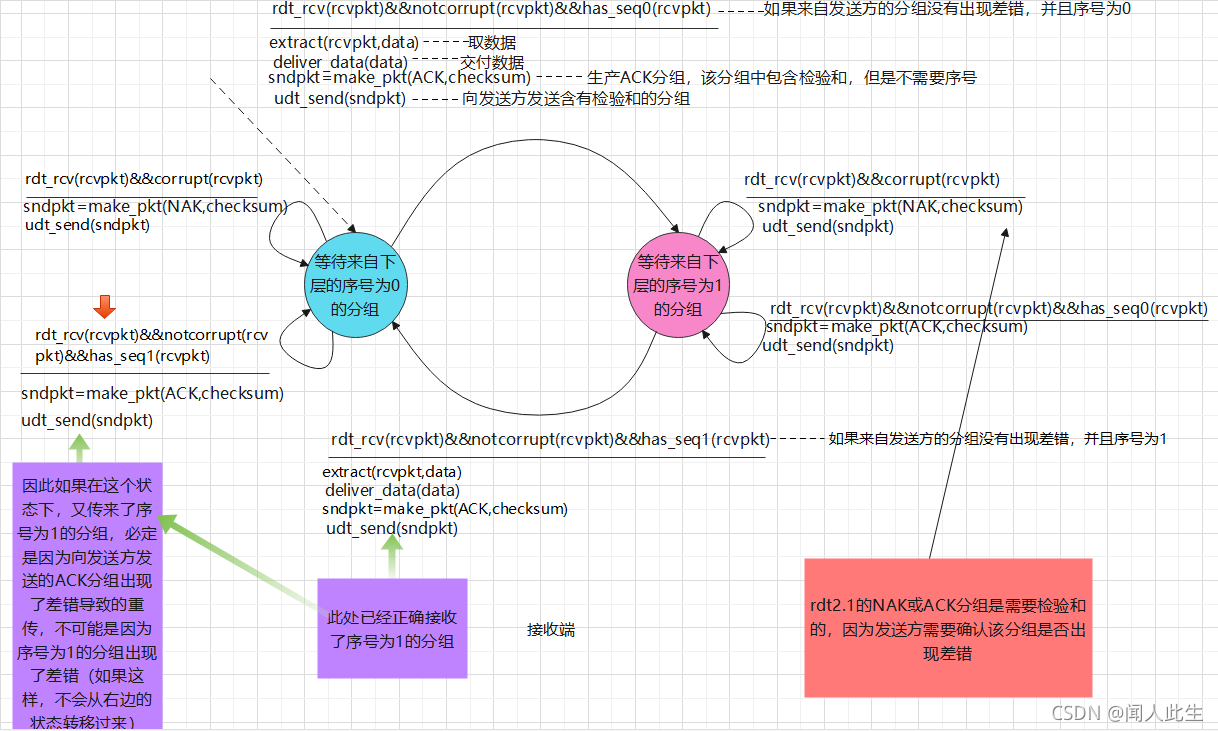 rdt_rcv(rcvpkt)&&notcorrupt(rcvpkt)&&has_seq0(rcvpkt) -----如果来自发送方的分组没有出现差错，并且序号为0
extract(rcvpkt,data) -----取数据
deliver_data(data) -----交付数据
sndpkt=make_pkt(ACK,checksum) ----- 生产ACK分组，该分组中包含检验和，但是不需要序号
udt_send(sndpkt) ----- 向发送方发送含有检验和的分组
rdt_rcv(rcvpkt)&&corrupt(rcvpkt)
sndpkt=make_pkt(NAK,checksum)
udt_send(sndpkt)
rdt_rcv(rcvpkt)&&corrupt(rcvpkt)
sndpkt=make_pkt(NAK,checksum)
udt_send(sndpkt)
等待来自下
层的序号为0
的分组
等待来自下
层的序号为1
的分组
rdt_rcv(rcvpkt)&&notcorrupt(rcvpkt)&&has_seq0(rcvpkt)
sndpkt=make_pkt(ACK,checksum)
udt_send(sndpkt)
rdt_rcv(rcvpkt)&&notcorrupt(rcv
pkt)&&has_seq1(rcvpkt)
sndpkt=make_pkt(ACK,checksum)
udt_send(sndpkt)
rdt_rcv(rcvpkt)&&notcorrupt(rcvpkt)&&has_seq1(rcvpkt)------ 如果来自发送方的分组没有出现差错，并且序号为1
extract(rcvpkt,data)
deliver_data(data)
sndpkt=make_pkt(ACK,checksum)
udt_send(sndpkt)
因此如果在这个状
态下，又传来了序
号为1的分组，必定
是因为向发送方发
送的ACK分组出现
了差错导致的重
传，不可能是因为
序号为1的分组出现
了差错（如果这
样，不会从右边的
状态转移过来）
此处已经正确接收
了序号为1的分组
接收端
rdt2.1的NAK或ACK分组是需要检验和
的，因为发送方需要确认该分组是否出
现差错
CSDN @闻人此生